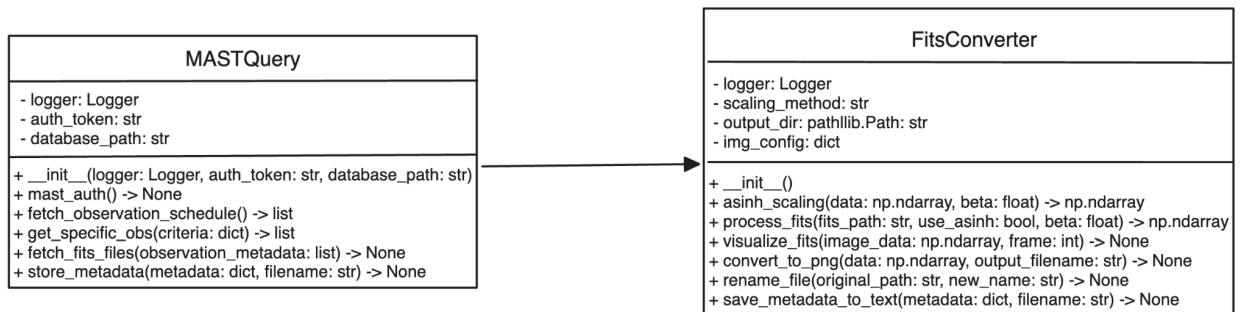 MASTQuery
- logger: Logger
- auth_token: str
- database_path: str
+ __init__(logger: Logger, auth_token: str, database_path: str)
+ mast_auth() -> None
+ fetch_observation_schedule() -> list
+ get_specific_obs(criteria: dict) -> list
+ fetch_fits_files(observation_metadata: list) -> None
+ store_metadata(metadata: dict, filename: str) -> None
FitsConverter
- logger: Logger
- scaling_method: str
- output_dir: pathllib.Path: str
- img_config: dict
+ __init__()
+ asinh_scaling(data: np.ndarray, beta: float) -> np.ndarray
+ process_fits(fits_path: str, use_asinh: bool, beta: float) -> np.ndarray
+ visualize_fits(image_data: np.ndarray, frame: int) -> None
+ convert_to_png(data: np.ndarray, output_filename: str) -> None
+ rename_file(original_path: str, new_name: str) -> None
+ save_metadata_to_text(metadata: dict, filename: str) -> None